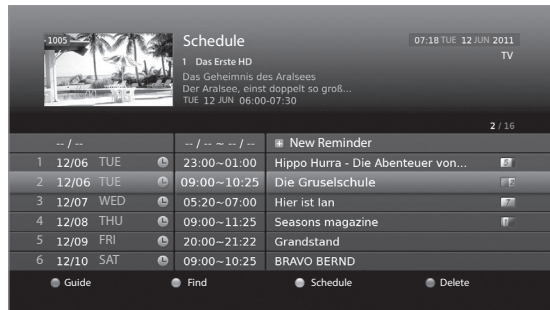 1005
Schedule
07:18 TUE 12 JUN 2011
TV
1 Das Erste HD
Das Geheimnis des Aralsees
Der Aralsee, einst doppelt so groß...
TUE 12 JUN 06:00-07:30
2 / 16
-- / -- -- / -- ~ -- / -- New Reminder
1 12/06 TUE 23:00~01:00 Hippo Hurra - Die Abenteuer von...
2 12/06 TUE 09:00~10:25 Die Gruselschule
3 12/07 WED 05:20~07:00 Hier ist lan
4 12/08 THU 09:00~11:25 Seasons magazine
5 12/09 FRI 20:00~21:22 Grandstand
6 12/10 SAT 09:00~10:25 BRAVO BERND
Guide Find Schedule Delete